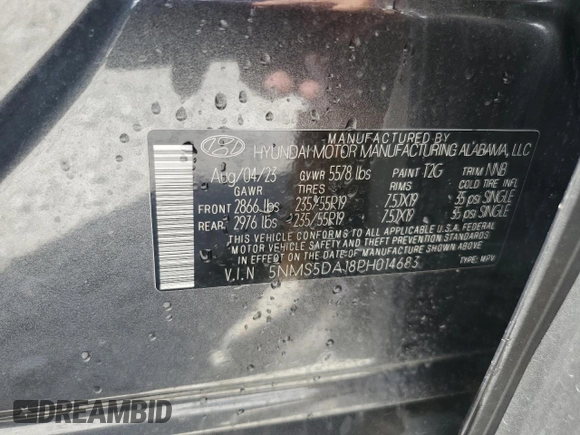 MANUFACTURED BY
HYUNDAI MOTOR MANUFACTURING ALABAMA, LLC
Aug/04/23 GVWR 5578 lbs PAINT T2G TRIM NNB
GAWR TIRES RIMS COLD TIRE INFL
FRONT 2866 lbs 235/55R19 7.5JX19 35 psi SINGLE
REAR 2976 lbs 235/55R19 7.5JX19 35 psi SINGLE
THIS VEHICLE CONFORMS TO ALL APPLICABLE U.S.A FEDERAL
MOTOR VEHICLE SAFETY, BUMPER, AND THEFT PREVENTION STANDARDS
IN EFFECT ON THE DATE OF MANUFACTURE SHOWN ABOVE
V.I.N 5NMS5DA18PH014683 TYPE: MPV
DREAMBID